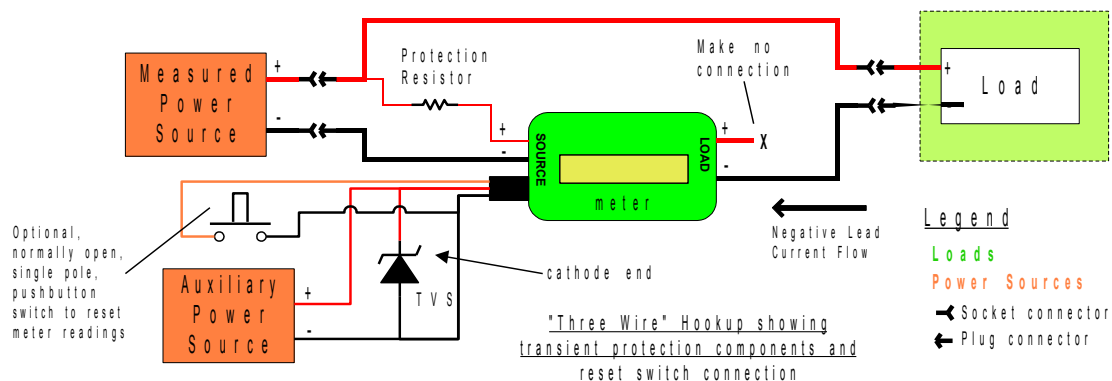 Measured
Power
Source
+
-
Protection
Resistor
Make no
connection
+
-
Load
+
-
SOURCE
LOAD
+
-
X
meter
Optional,
normally open,
single pole,
pushbutton
switch to reset
meter readings
Auxiliary
Power
Source
+
-
TVS
cathode end
Negative Lead
Current Flow
"Three Wire" Hookup showing
transient protection components and
reset switch connection
Legend
Loads
Power Sources
Socket connector
Plug connector